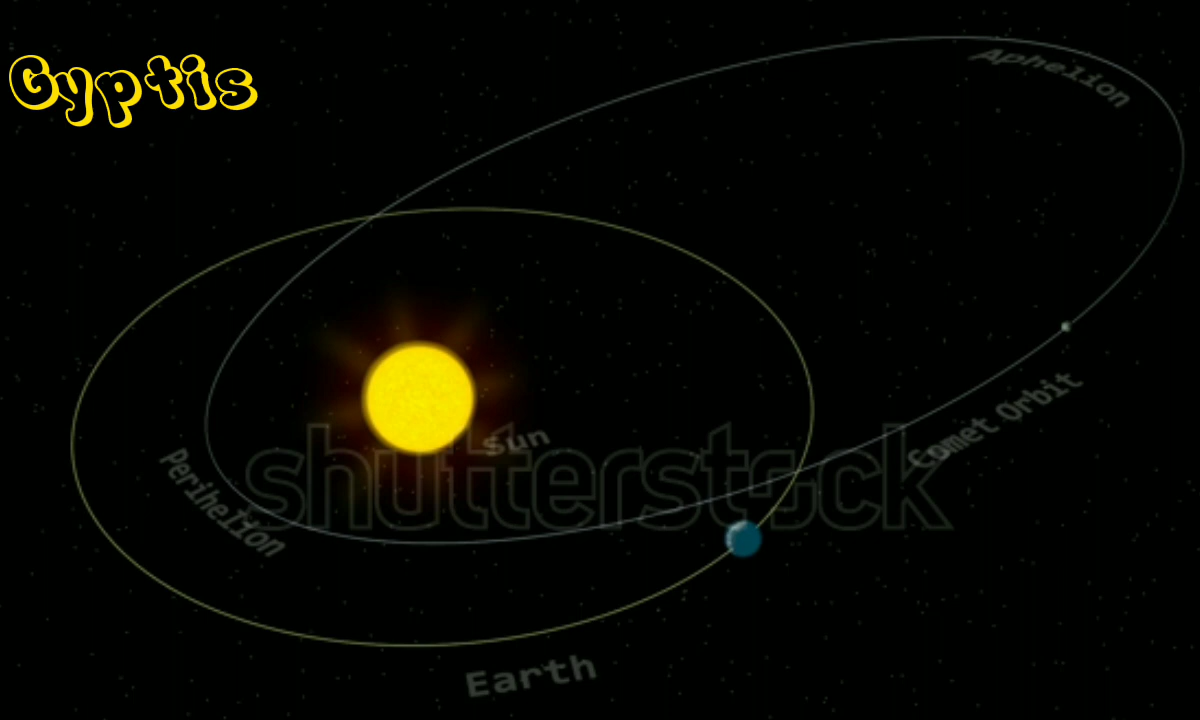 Gyptis
Aphelion
Comet Orbit
Sun
shutterstock
Perihelion
Earth